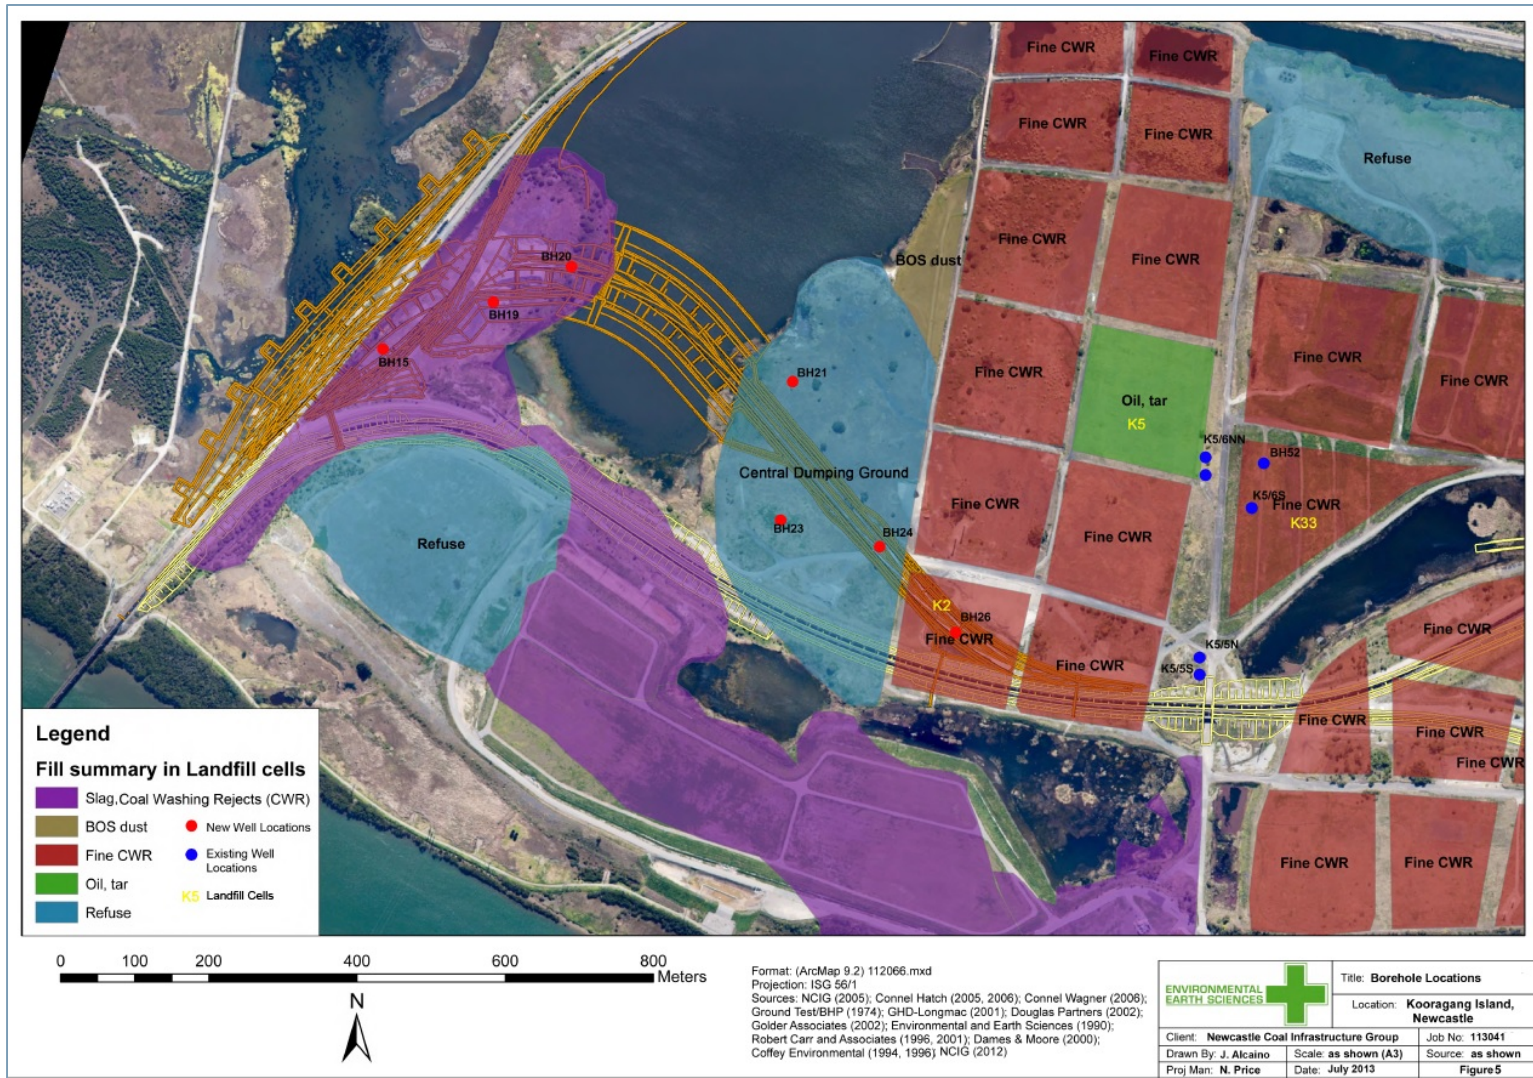 Fine CWR
Fine CWR
Fine CWR
Fine CWR
Refuse
Fine CWR
Fine CWR
BOS dust
BH20
BH19
BH15
BH21
Fine CWR
Fine CWR
Fine CWR
Oil, tar
K5
K5/6NN
BH52
K5/6S
Fine CWR
K33
Central Dumping Ground
Fine CWR
Fine CWR
BH23
BH24
Refuse
K2
BH26
Fine CWR
Fine CWR
K5/5N
K5/5S
Fine CWR
Fine CWR
Fine CWR
Fine CWR
Fine CWR
Fine CWR
Legend
Fill summary in Landfill cells
Slag,Coal Washing Rejects (CWR)
BOS dust
Fine CWR
Oil, tar
Refuse
New Well Locations
Existing Well
Locations
K5 Landfill Cells
0 100 200 400 600 800
Meters
N
Format: (ArcMap 9.2) 112066.mxd
Projection: ISG 56/1
Sources: NCIG (2005); Connel Hatch (2005, 2006); Connel Wagner (2006);
Ground Test/BHP (1974); GHD-Longmac (2001); Douglas Partners (2002);
Golder Associates (2002); Environmental and Earth Sciences (1990);
Robert Carr and Associates (1996, 2001); Dames & Moore (2000);
Coffey Environmental (1994, 1996) NCIG (2012)
ENVIRONMENTAL
EARTH SCIENCES
Title: Borehole Locations
Location: Kooragang Island,
Newcastle
Client: Newcastle Coal Infrastructure Group
Job No: 113041
Drawn By: J. Alcaino
Scale: as shown (A3)
Source: as shown
Proj Man: N. Price
Date: July 2013
Figure5